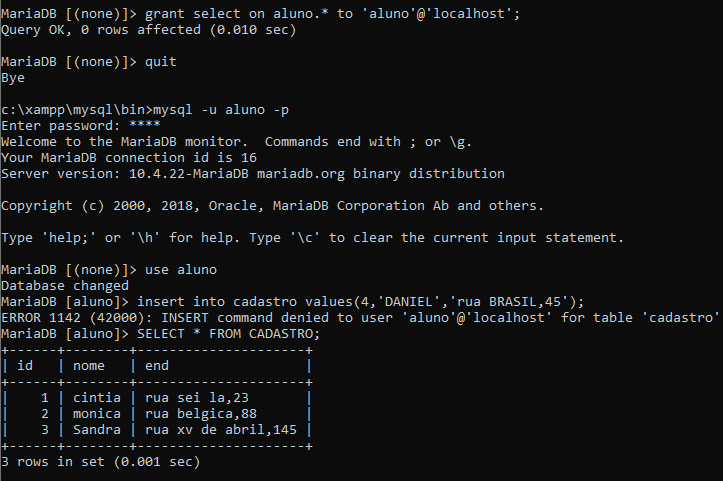 MariaDB [(none)]> grant select on aluno.* to 'aluno'@'localhost';
Query OK, 0 rows affected (0.010 sec)

MariaDB [(none)]> quit
Bye

c:\xampp\mysql\bin>mysql -u aluno -p
Enter password: ****
Welcome to the MariaDB monitor.  Commands end with ; or \g.
Your MariaDB connection id is 16
Server version: 10.4.22-MariaDB mariadb.org binary distribution

Copyright (c) 2000, 2018, Oracle, MariaDB Corporation Ab and others.

Type 'help;' or '\h' for help. Type '\c' to clear the current input statement.

MariaDB [(none)]> use aluno
Database changed
MariaDB [aluno]> insert into cadastro values(4,'DANIEL','rua BRASIL,45');
ERROR 1142 (42000): INSERT command denied to user 'aluno'@'localhost' for table 'cadastro'
MariaDB [aluno]> SELECT * FROM CADASTRO;
+------+--------+---------------------+
| id   | nome   | end                 |
+------+--------+---------------------+
|    1 | cintia | rua sei la,23       |
|    2 | monica | rua belgica,88      |
|    3 | Sandra | rua xv de abril,145 |
+------+--------+---------------------+
3 rows in set (0.001 sec)